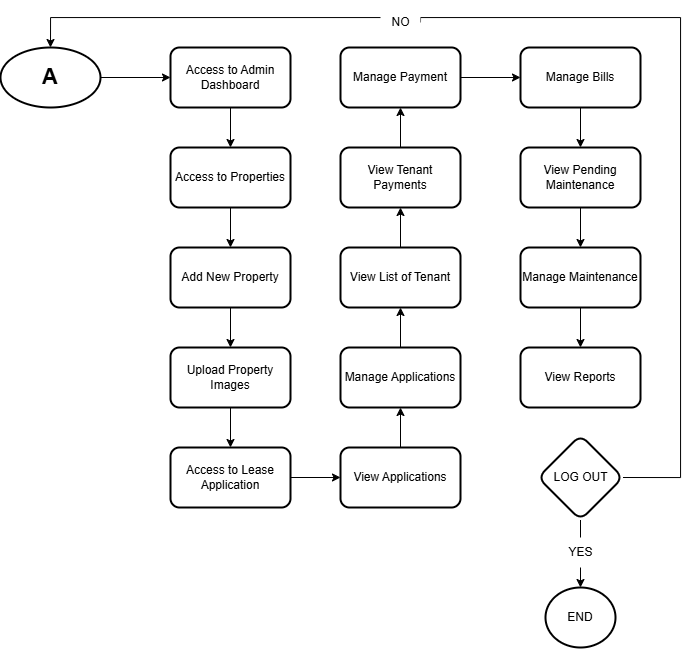 NO
A
Access to Admin
Dashboard
Access to Properties
Add New Property
Upload Property
Images
Access to Lease
Application
View Applications
Manage Applications
View List of Tenant
View Tenant
Payments
Manage Payment
Manage Bills
View Pending
Maintenance
Manage Maintenance
View Reports
LOG OUT
YES
END